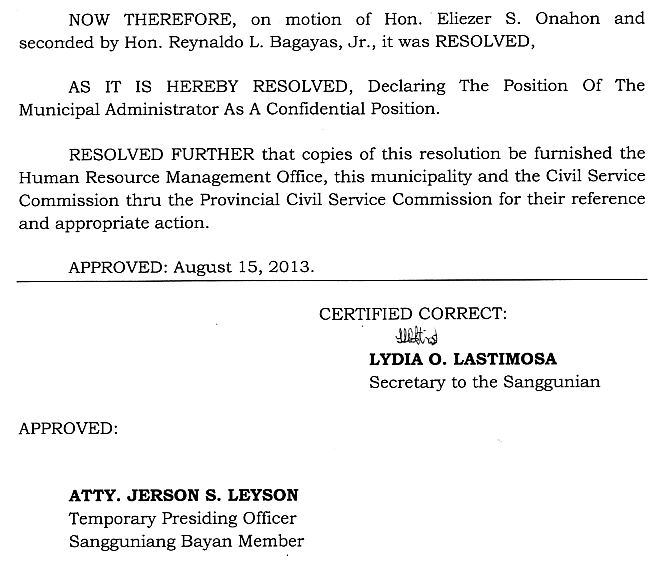 NOW THEREFORE, on motion of Hon. Eliezer S. Onahon and
seconded by Hon. Reynaldo L. Bagayas, Jr., it was RESOLVED,
AS IT IS HEREBY RESOLVED, Declaring The Position Of The
Municipal Administrator As A Confidential Position.
RESOLVED FURTHER that copies of this resolution be furnished the
Human Resource Management Office, this municipality and the Civil Service
Commission thru the Provincial Civil Service Commission for their reference
and appropriate action.
APPROVED: August 15, 2013.
CERTIFIED CORRECT:
LYDIA O. LASTIMOSA
Secretary to the Sanggunian
APPROVED:
ATTY. JERSON S. LEYSON
Temporary Presiding Officer
Sangguniang Bayan Member